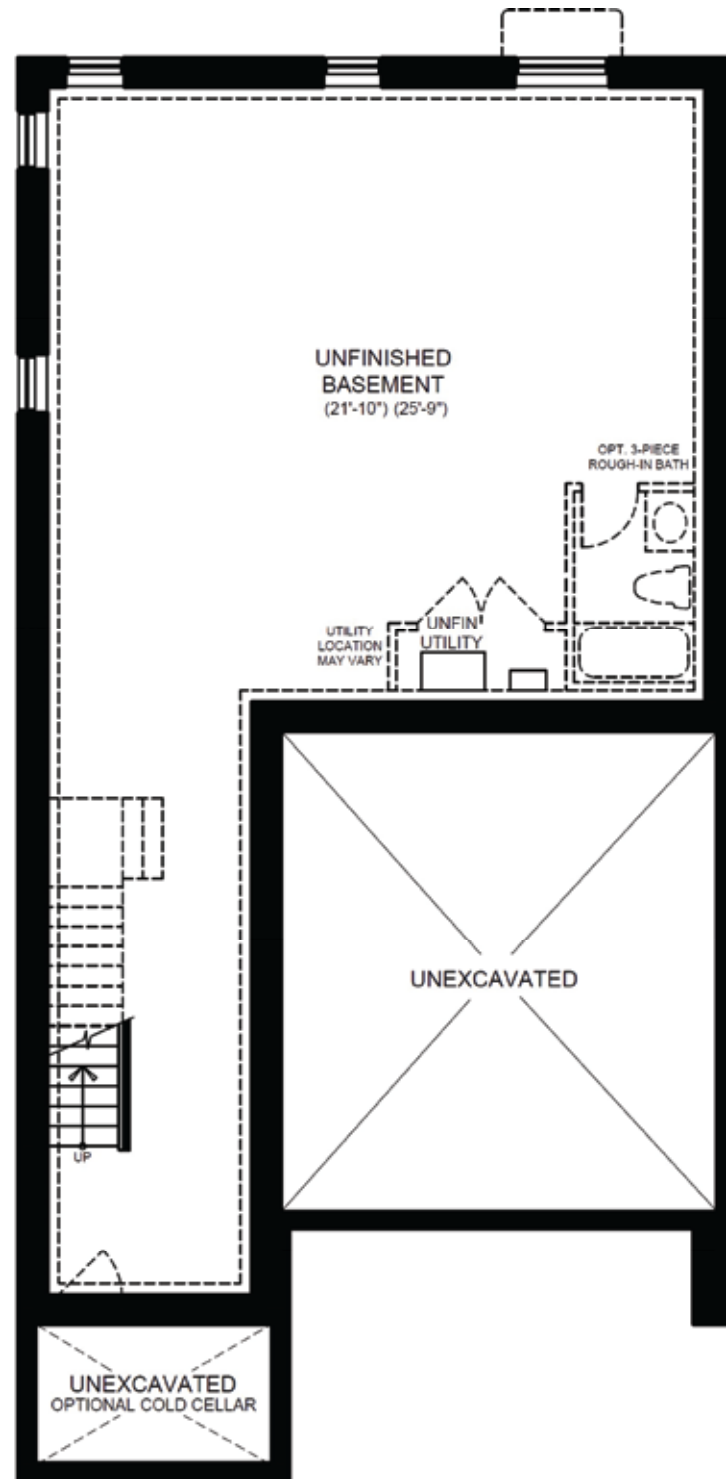 UNFINISHED
BASEMENT
(21'-10") (25'-9")
OPT. 3-PIECE
ROUGH-IN BATH
UTILITY
LOCATION
MAY VARY
UNFIN
UTILITY
UNEXCAVATED
UP
UNEXCAVATED
OPTIONAL COLD CELLAR